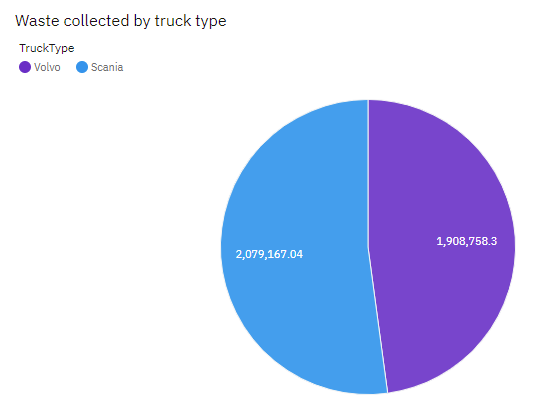 Waste collected by truck type
TruckType
Volvo Scania
1,908,758.3
2,079,167.04